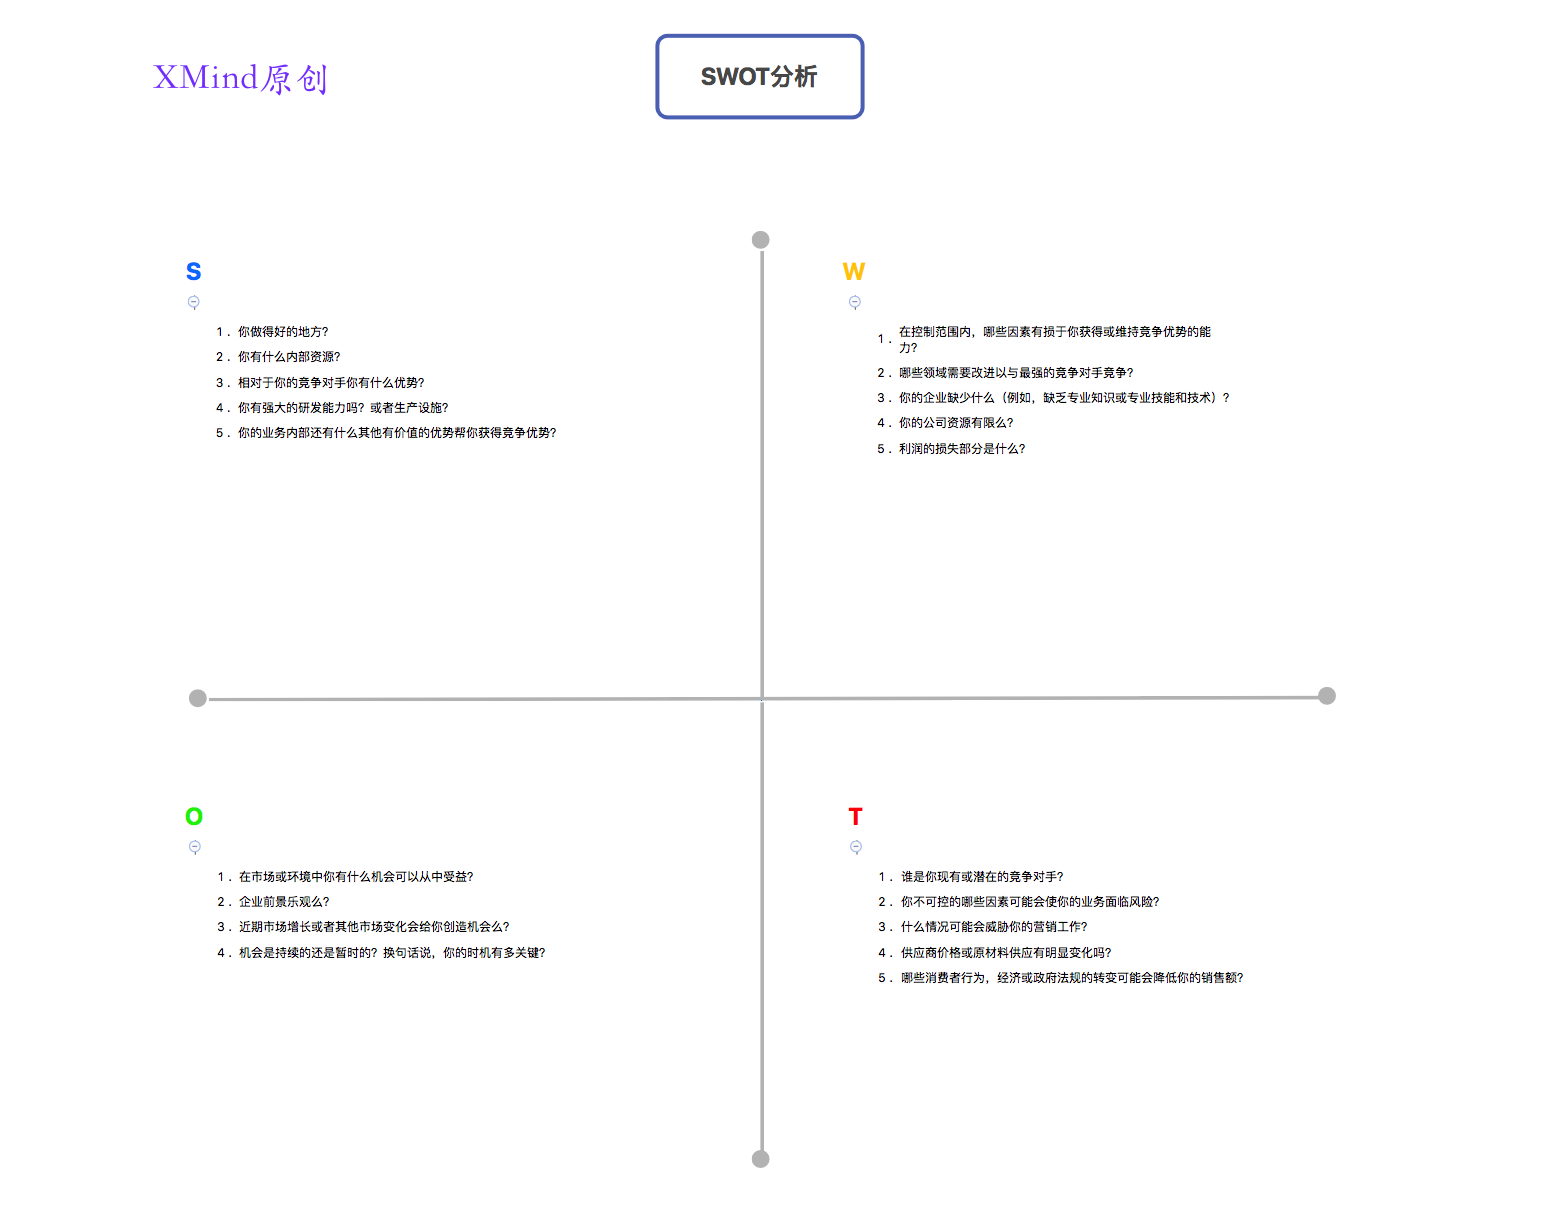 XMind原创
SWOT分析
S
1. 你做得好的地方?
2. 你有什么内部资源?
3. 相对于你的竞争对手你有什么优势?
4. 你有强大的研发能力吗? 或者生产设施?
5. 你的业务内部还有什么其他有价值的优势帮你获得竞争优势?
W
1. 在控制范围内，哪些因素有损于你获得或维持竞争优势的能
力?
2. 哪些领域需要改进以与最强的竞争对手竞争?
3. 你的企业缺少什么（例如，缺乏专业知识或专业技能和技术）?
4. 你的公司资源有限么?
5. 利润的损失部分是什么?
O
1. 在市场或环境中你有什么机会可以从中受益?
2. 企业前景乐观么?
3. 近期市场增长或者其他市场变化会给你创造机会么?
4. 机会是持续的还是暂时的? 换句话说，你的时机有多关键?
T
1. 谁是你现有或潜在的竞争对手?
2. 你不可控的哪些因素可能会使你的业务面临风险?
3. 什么情况可能会威胁你的营销工作?
4. 供应商价格或原材料供应有明显变化吗?
5. 哪些消费者行为，经济或政府法规的转变可能会降低你的销售额?